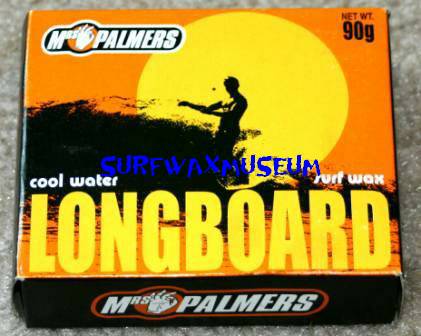 MRS PALMERS
NET WT.
90g
SURFWAXMUSEUM
cool water surf wax
LONGBOARD
MRS PALMERS